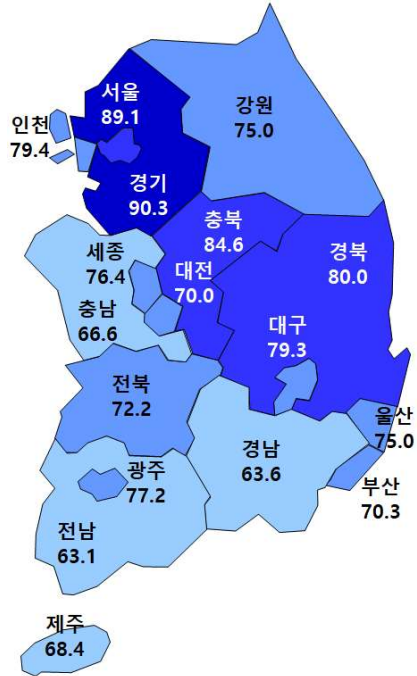 서울
89.1
강원
75.0
인천
79.4
경기
90.3
충북
84.6
세종
76.4
대전
70.0
경북
80.0
충남
66.6
대구
79.3
전북
72.2
울산
75.0
경남
63.6
광주
77.2
부산
70.3
전남
63.1
제주
68.4